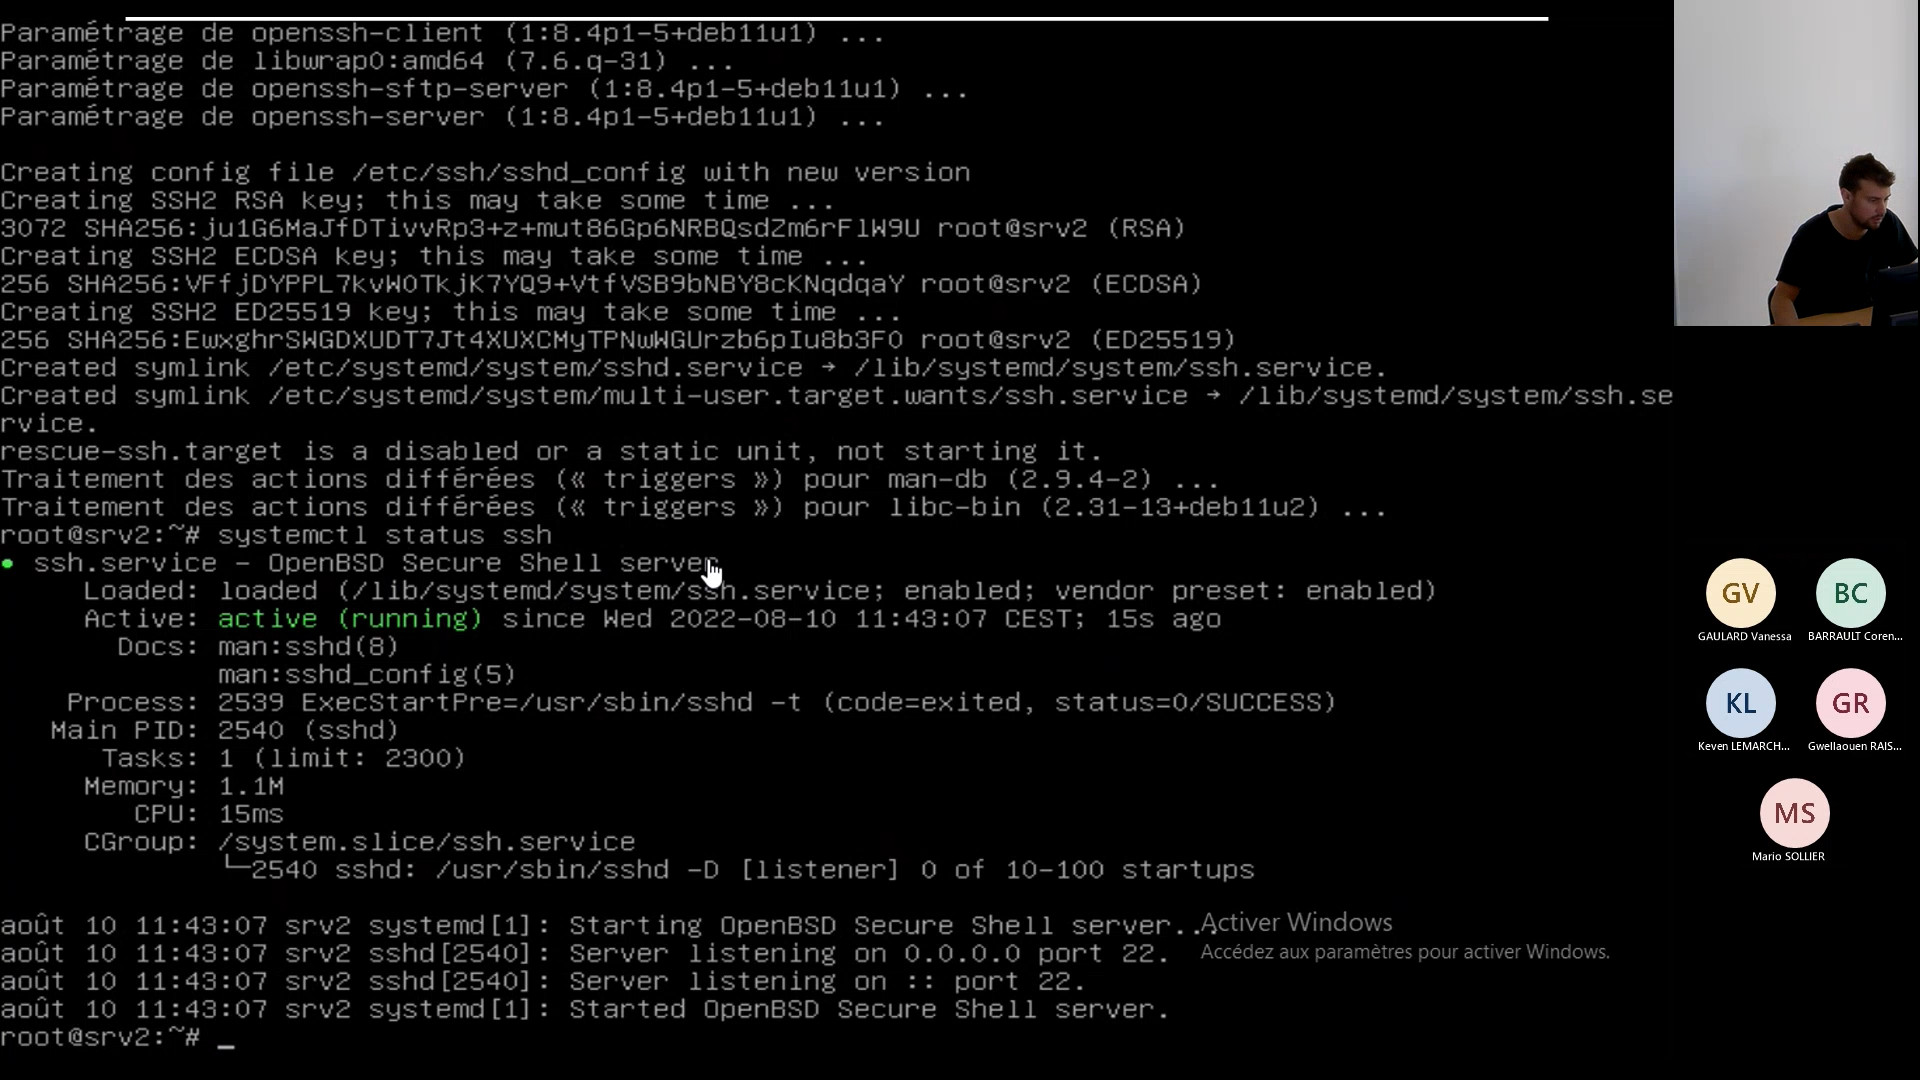 Paramétrage de openssh-client (1:8.4p1-5+deb11u1) ...
Paramétrage de libwrap0:amd64 (7.6.q-31) ...
Paramétrage de openssh-sftp-server (1:8.4p1-5+deb11u1) ...
Paramétrage de openssh-server (1:8.4p1-5+deb11u1) ...
Creating config file /etc/ssh/sshd_config with new version
Creating SSH2 RSA key; this may take some time ...
3072 SHA256:ju1G6MaJfDTivvRp3+z+mut86Gp6NRBQsdZm6rFlW9U root@srv2 (RSA)
Creating SSH2 ECDSA key; this may take some time ...
256 SHA256:VFfjDYPPL7kvW0TkjK7YQ9+VtfVSB9bNBY8cKNqdqaY root@srv2 (ECDSA)
Creating SSH2 ED25519 key; this may take some time ...
256 SHA256:EwxghrSWGDXUDT7Jt4XUXCMyTPNwWGUrzb6pIu8b3F0 root@srv2 (ED25519)
Created symlink /etc/systemd/system/sshd.service → /lib/systemd/system/ssh.service.
Created symlink /etc/systemd/system/multi-user.target.wants/ssh.service → /lib/systemd/system/ssh.se
rvice.
rescue-ssh.target is a disabled or a static unit, not starting it.
Traitement des actions différées (« triggers ») pour man-db (2.9.4-2) ...
Traitement des actions différées (« triggers ») pour libc-bin (2.31-13+deb11u2) ...
root@srv2:~# systemctl status ssh
● ssh.service - OpenBSD Secure Shell server
Loaded: loaded (/lib/systemd/system/ssh.service; enabled; vendor preset: enabled)
Active: active (running) since Wed 2022-08-10 11:43:07 CEST; 15s ago
Docs: man:sshd(8)
man:sshd_config(5)
Process: 2539 ExecStartPre=/usr/sbin/sshd -t (code=exited, status=0/SUCCESS)
Main PID: 2540 (sshd)
Tasks: 1 (limit: 2300)
Memory: 1.1M
CPU: 15ms
CGroup: /system.slice/ssh.service
└─2540 sshd: /usr/sbin/sshd -D [listener] 0 of 10-100 startups
août 10 11:43:07 srv2 systemd[1]: Starting OpenBSD Secure Shell server...
août 10 11:43:07 srv2 sshd[2540]: Server listening on 0.0.0.0 port 22.
août 10 11:43:07 srv2 sshd[2540]: Server listening on :: port 22.
août 10 11:43:07 srv2 systemd[1]: Started OpenBSD Secure Shell server.
root@srv2:~# _
Activer Windows
Accédez aux paramètres pour activer Windows.
GV
GAULARD Vanessa
BC
BARRAULT Coren...
KL
Keven LEMARCH...
GR
Gwellaouen RAIS...
MS
Mario SOLLIER